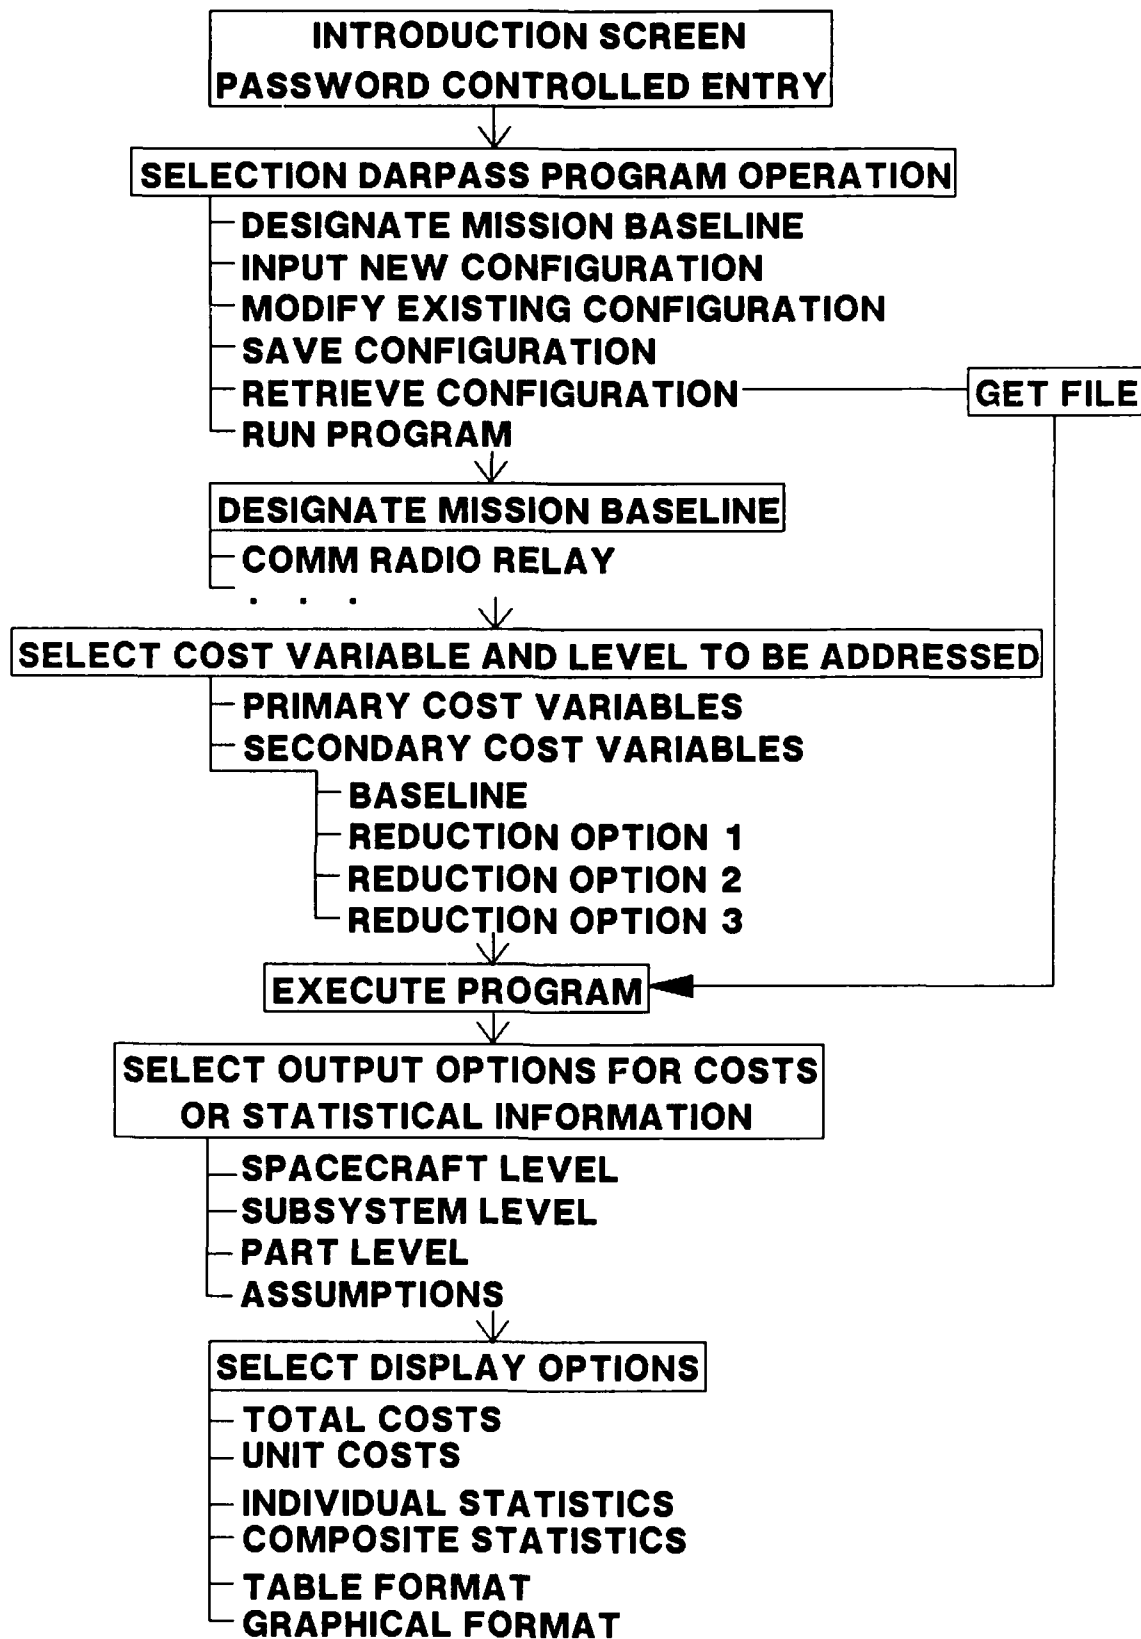 INTRODUCTION SCREEN
PASSWORD CONTROLLED ENTRY
SELECTION DARPASS PROGRAM OPERATION
DESIGNATE MISSION BASELINE
INPUT NEW CONFIGURATION
MODIFY EXISTING CONFIGURATION
SAVE CONFIGURATION
RETRIEVE CONFIGURATION
GET FILE
RUN PROGRAM
DESIGNATE MISSION BASELINE
COMM RADIO RELAY
. . .
SELECT COST VARIABLE AND LEVEL TO BE ADDRESSED
PRIMARY COST VARIABLES
SECONDARY COST VARIABLES
BASELINE
REDUCTION OPTION 1
REDUCTION OPTION 2
REDUCTION OPTION 3
EXECUTE PROGRAM
SELECT OUTPUT OPTIONS FOR COSTS
OR STATISTICAL INFORMATION
SPACECRAFT LEVEL
SUBSYSTEM LEVEL
PART LEVEL
ASSUMPTIONS
SELECT DISPLAY OPTIONS
TOTAL COSTS
UNIT COSTS
INDIVIDUAL STATISTICS
COMPOSITE STATISTICS
TABLE FORMAT
GRAPHICAL FORMAT